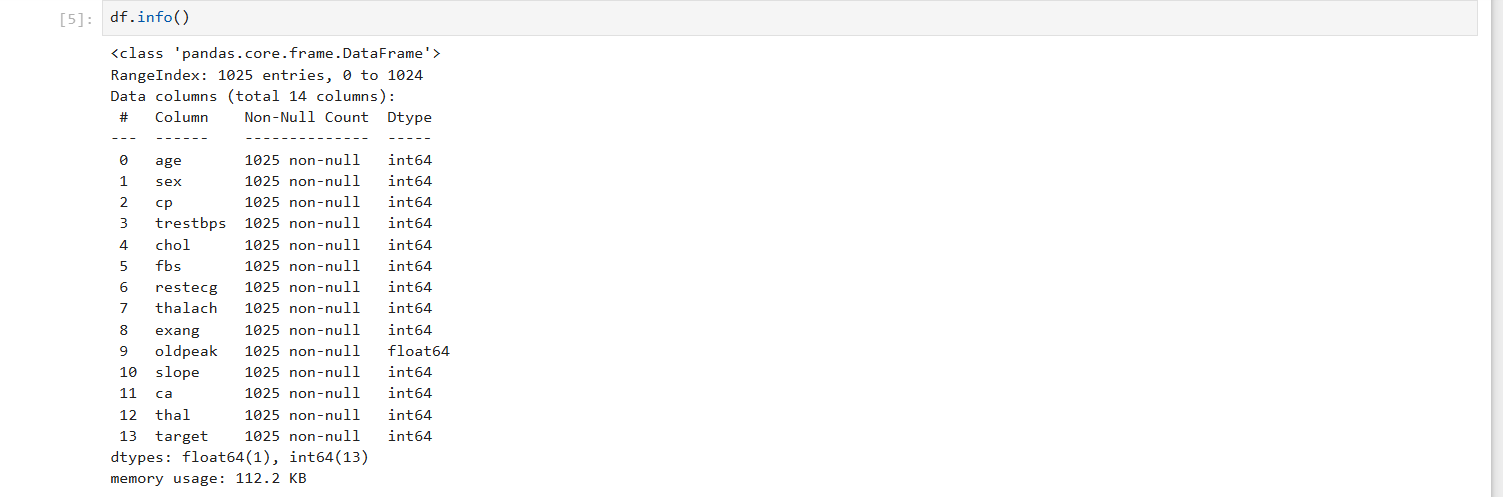 [5]: df.info()
<class 'pandas.core.frame.DataFrame'>
RangeIndex: 1025 entries, 0 to 1024
Data columns (total 14 columns):
 #   Column    Non-Null Count  Dtype
---  ------    --------------  -----
 0   age       1025 non-null   int64
 1   sex       1025 non-null   int64
 2   cp        1025 non-null   int64
 3   trestbps  1025 non-null   int64
 4   chol      1025 non-null   int64
 5   fbs       1025 non-null   int64
 6   restecg   1025 non-null   int64
 7   thalach   1025 non-null   int64
 8   exang     1025 non-null   int64
 9   oldpeak   1025 non-null   float64
 10  slope     1025 non-null   int64
 11  ca        1025 non-null   int64
 12  thal      1025 non-null   int64
 13  target    1025 non-null   int64
dtypes: float64(1), int64(13)
memory usage: 112.2 KB